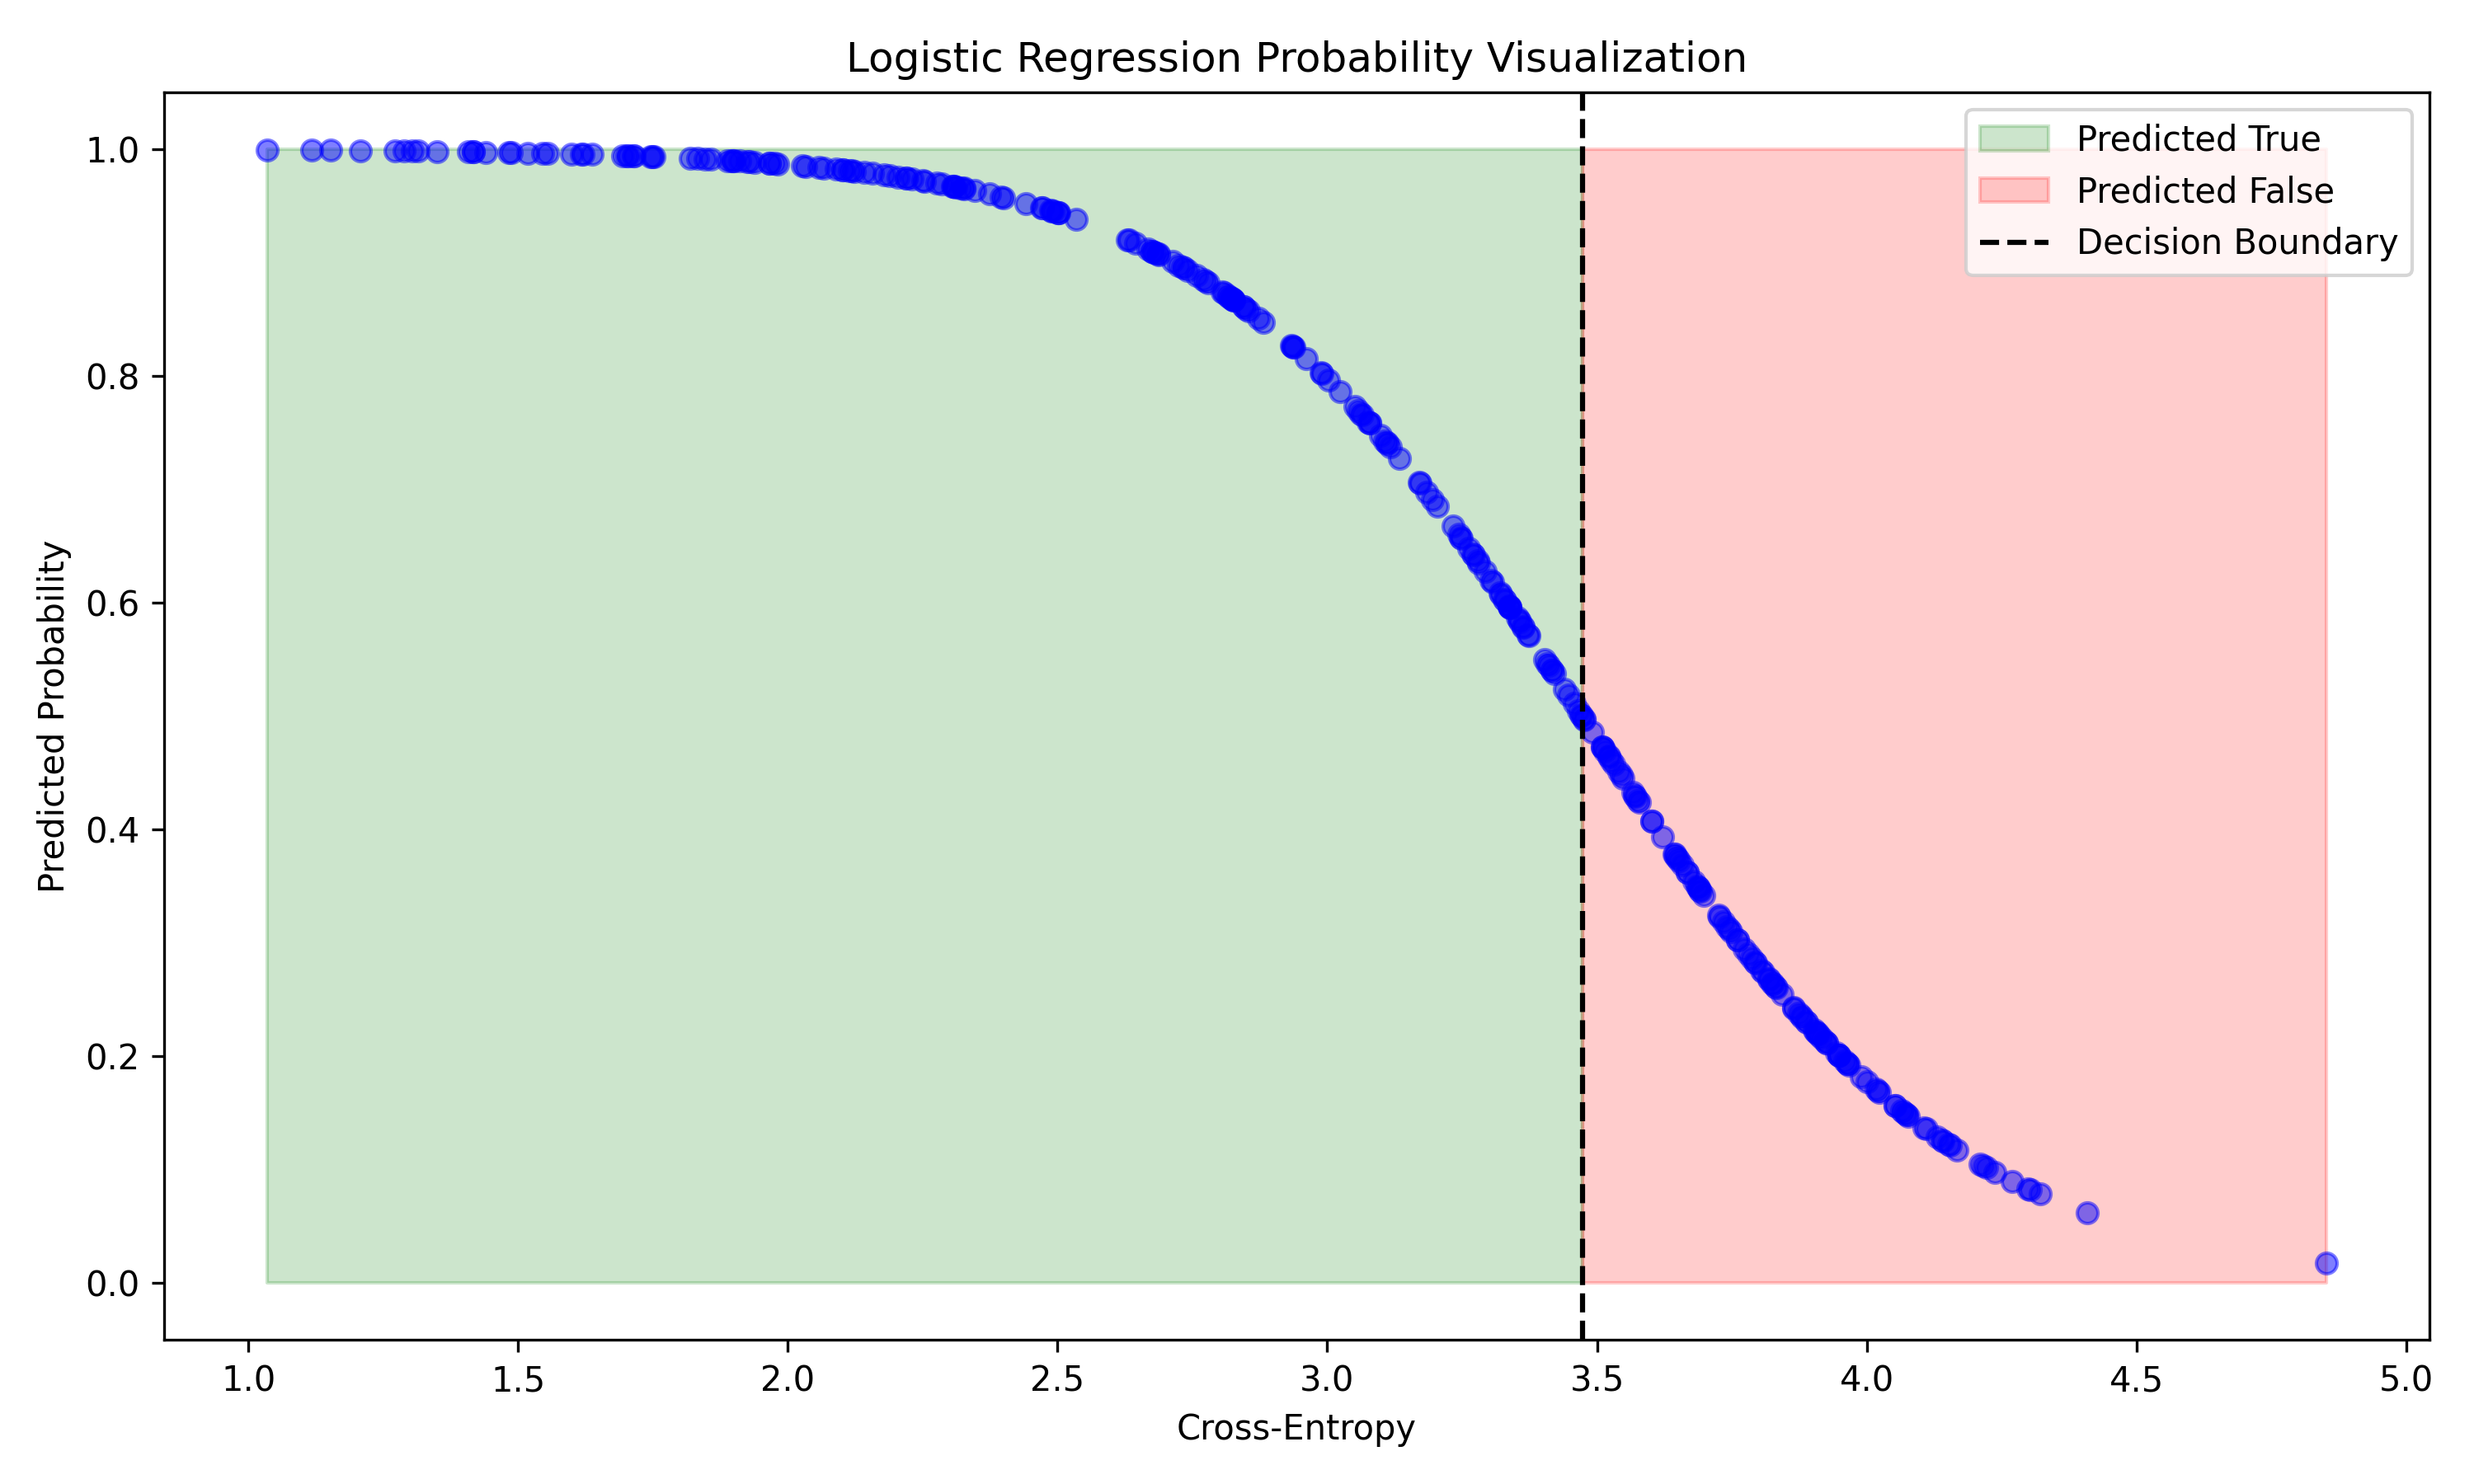 Logistic Regression Probability Visualization
Predicted True
Predicted False
Decision Boundary
Predicted Probability
1.0
0.8
0.6
0.4
0.2
0.0
1.0 1.5 2.0 2.5 3.0 3.5 4.0 4.5 5.0
Cross-Entropy